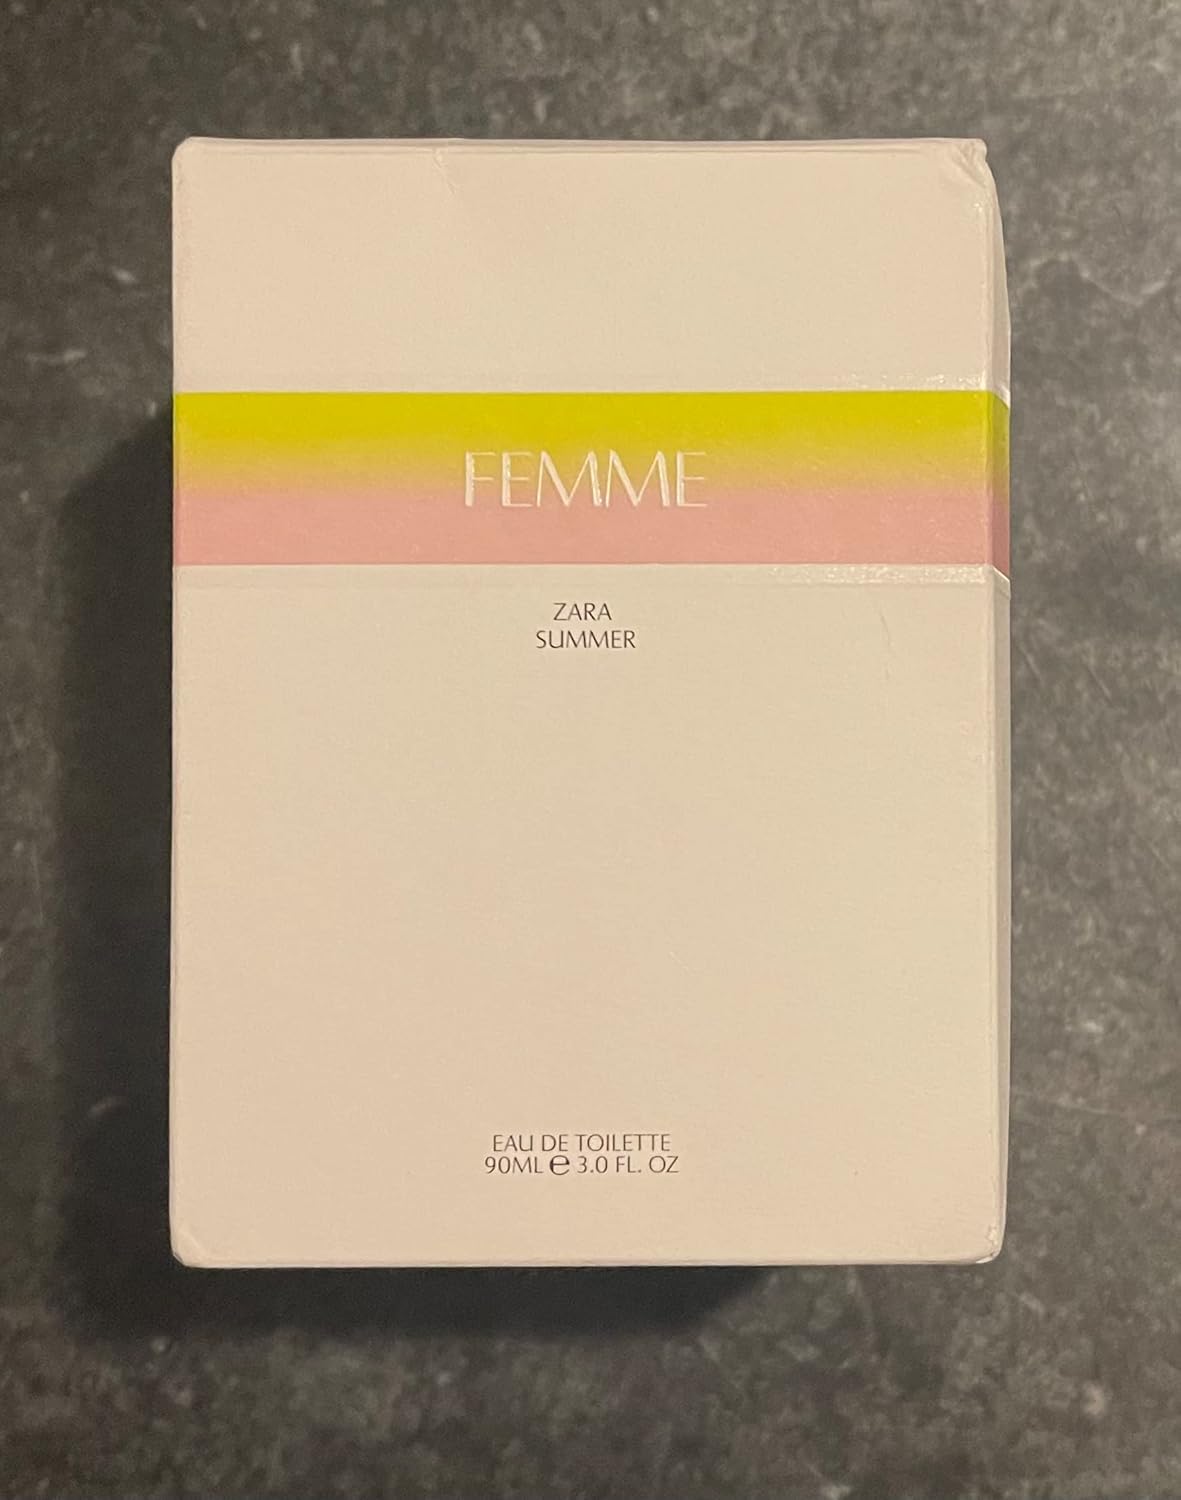 FEMME
ZARA
SUMMER
EAU DE TOILETTE
90ML ℮ 3.0 FL. OZ